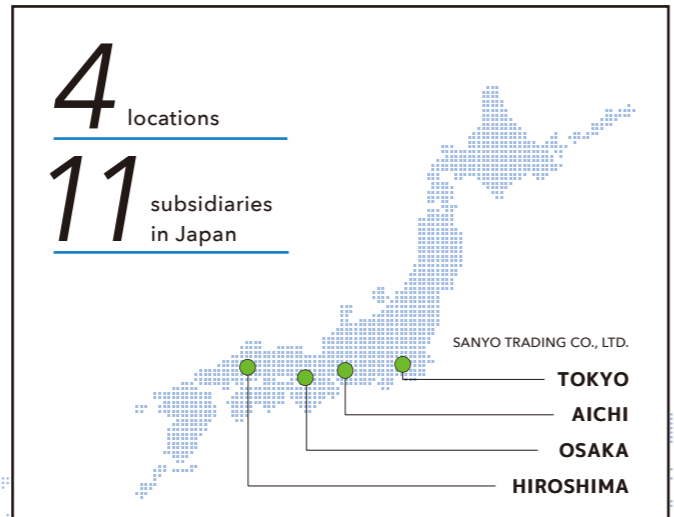 4 locations
11 subsidiaries
in Japan
SANYO TRADING CO., LTD.
TOKYO
AICHI
OSAKA
HIROSHIMA